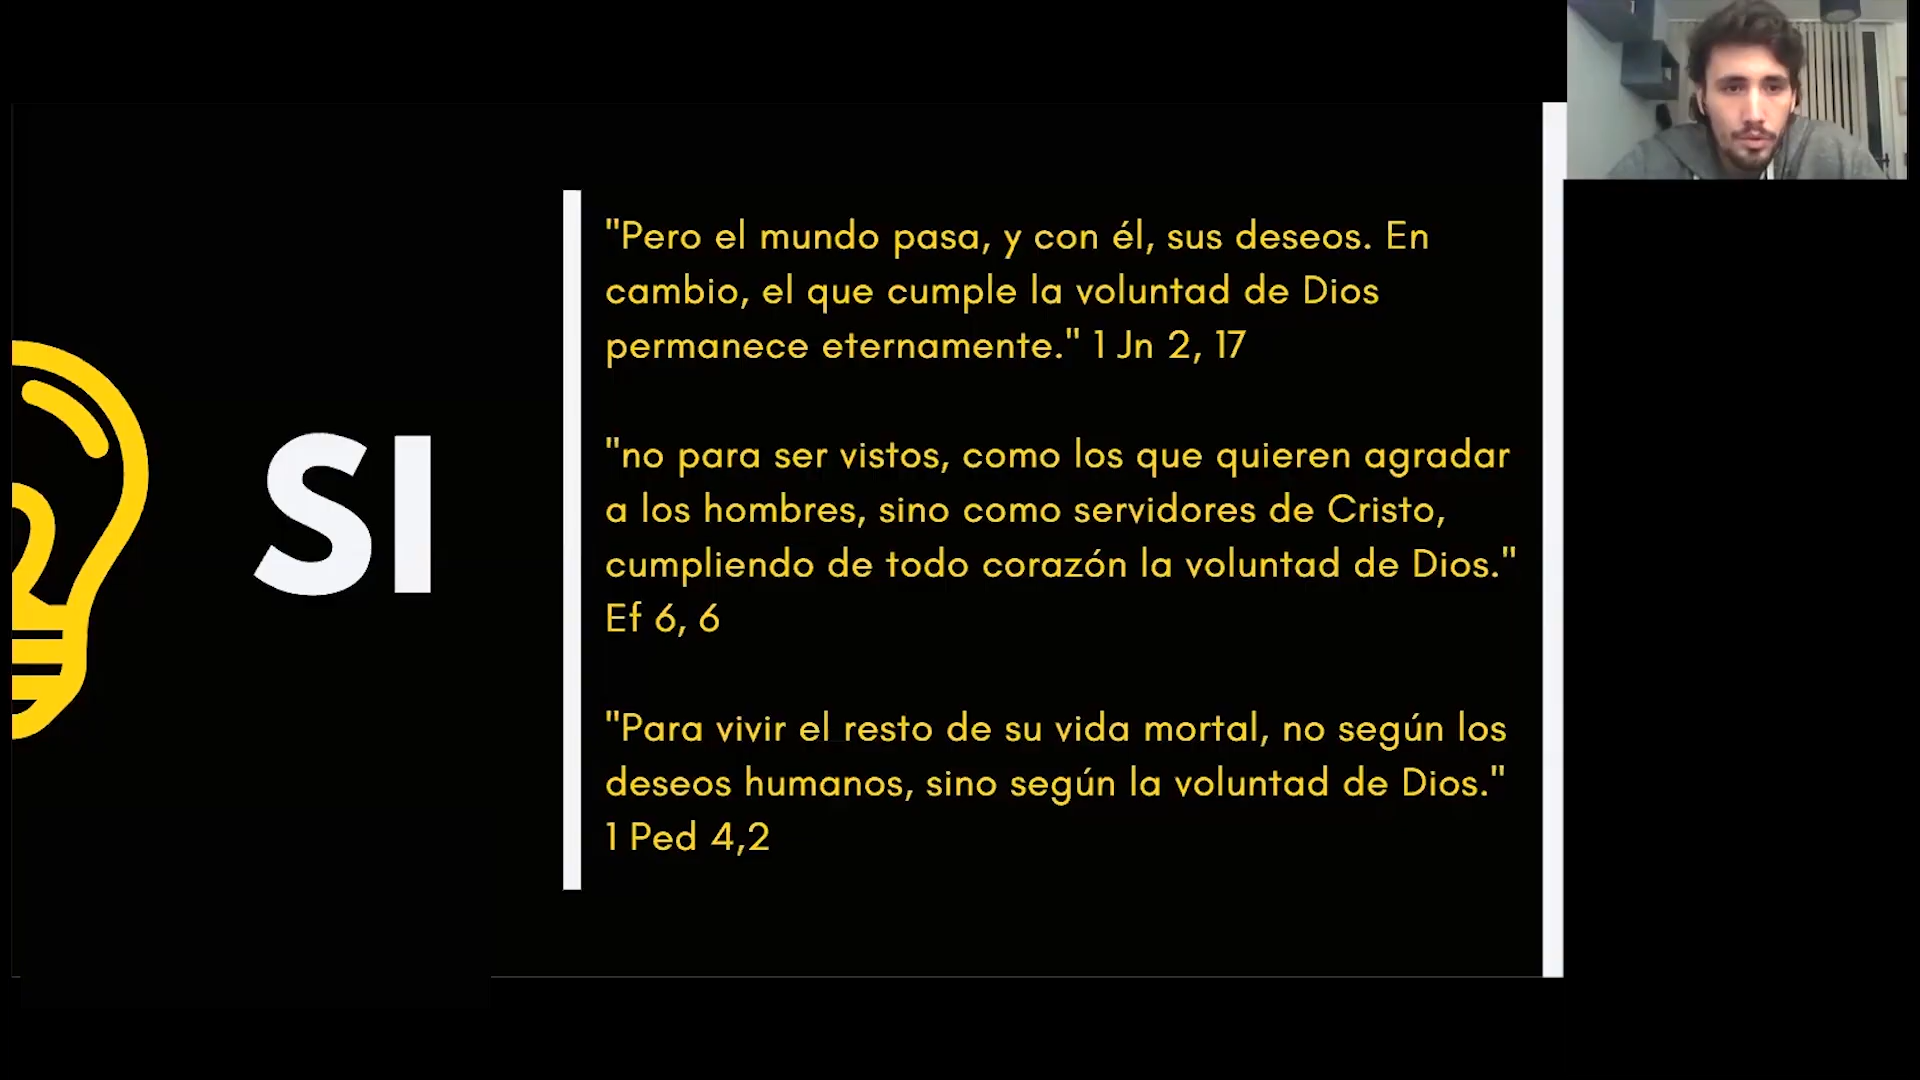 SI
"Pero el mundo pasa, y con él, sus deseos. En
cambio, el que cumple la voluntad de Dios
permanece eternamente." 1 Jn 2, 17
"no para ser vistos, como los que quieren agradar
a los hombres, sino como servidores de Cristo,
cumpliendo de todo corazón la voluntad de Dios."
Ef 6, 6
"Para vivir el resto de su vida mortal, no según los
deseos humanos, sino según la voluntad de Dios."
1 Ped 4,2